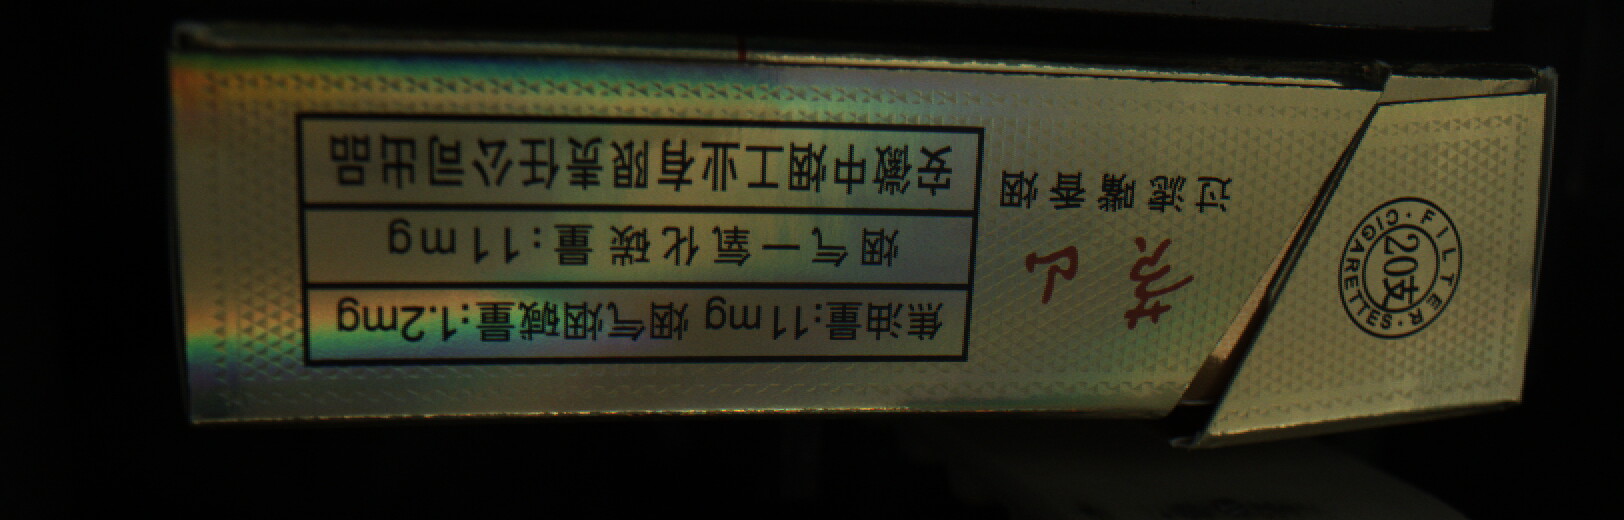 焦油量:11mg 烟气烟碱量:1.2mg
烟气一氧化碳量:11mg
安徽中烟工业有限责任公司出品
过滤嘴香烟
FILTER
CIGARETTES
20支